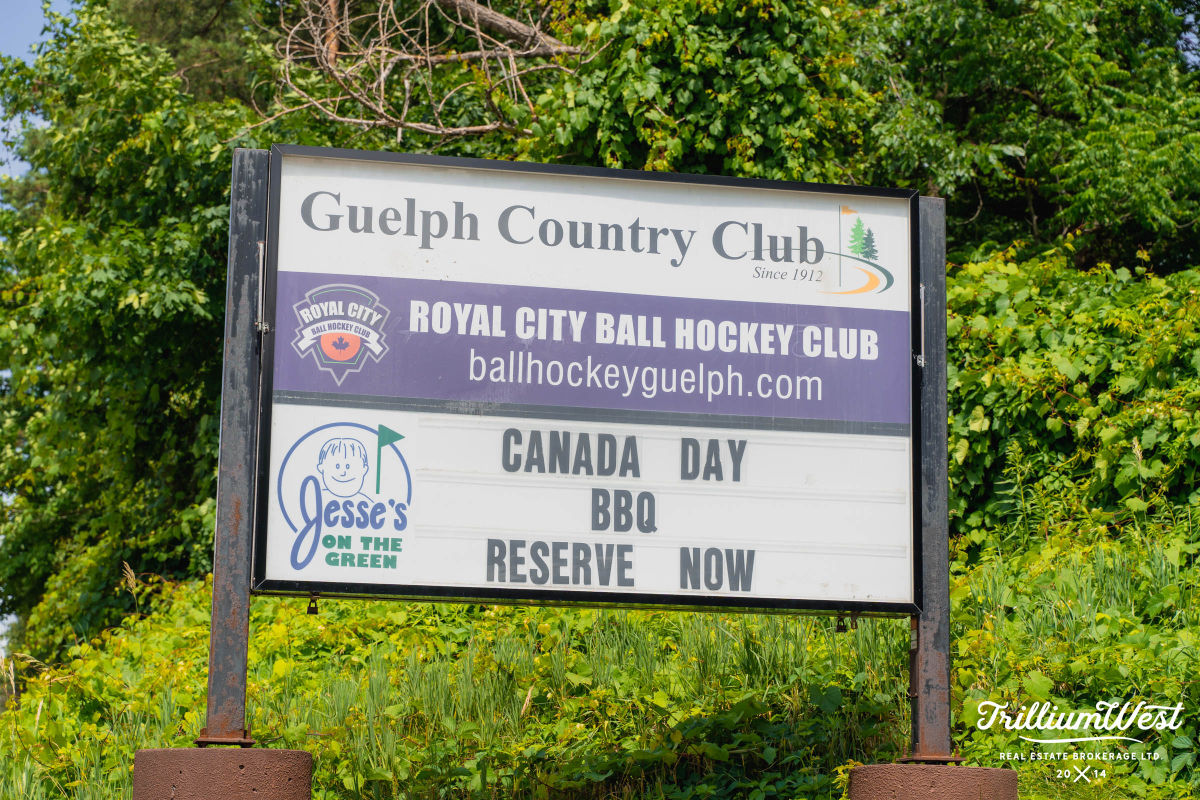 Guelph Country Club
Since 1912
ROYAL CITY
BALL HOCKEY CLUB
ROYAL CITY BALL HOCKEY CLUB
ballhockeyguelph.com
Jesse's
ON THE
GREEN
CANADA DAY
BBQ
RESERVE NOW
TrilliumWest
REAL ESTATE BROKERAGE LTD.
20 14